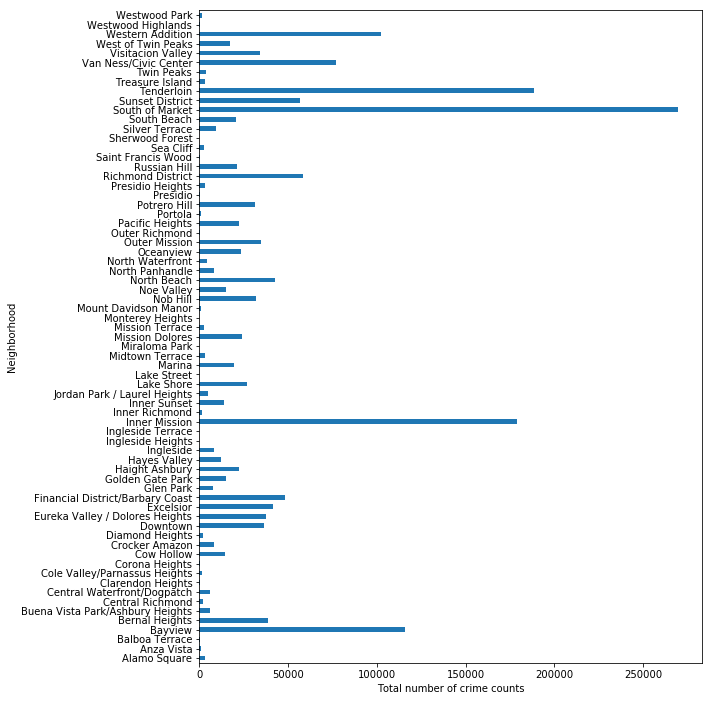 Westwood Park
Westwood Highlands
Western Addition
West of Twin Peaks
Visitacion Valley
Van Ness/Civic Center
Twin Peaks
Treasure Island
Tenderloin
Sunset District
South of Market
South Beach
Silver Terrace
Sherwood Forest
Sea Cliff
Saint Francis Wood
Russian Hill
Richmond District
Presidio Heights
Presidio
Potrero Hill
Portola
Pacific Heights
Outer Richmond
Outer Mission
Oceanview
North Waterfront
North Panhandle
North Beach
Noe Valley
Nob Hill
Mount Davidson Manor
Monterey Heights
Mission Terrace
Mission Dolores
Miraloma Park
Midtown Terrace
Marina
Lake Street
Lake Shore
Jordan Park / Laurel Heights
Inner Sunset
Inner Richmond
Inner Mission
Ingleside Terrace
Ingleside Heights
Ingleside
Hayes Valley
Haight Ashbury
Golden Gate Park
Glen Park
Financial District/Barbary Coast
Excelsior
Eureka Valley / Dolores Heights
Downtown
Diamond Heights
Crocker Amazon
Cow Hollow
Corona Heights
Cole Valley/Parnassus Heights
Clarendon Heights
Central Waterfront/Dogpatch
Central Richmond
Buena Vista Park/Ashbury Heights
Bernal Heights
Bayview
Balboa Terrace
Anza Vista
Alamo Square
Neighborhood
0 50000 100000 150000 200000 250000
Total number of crime counts